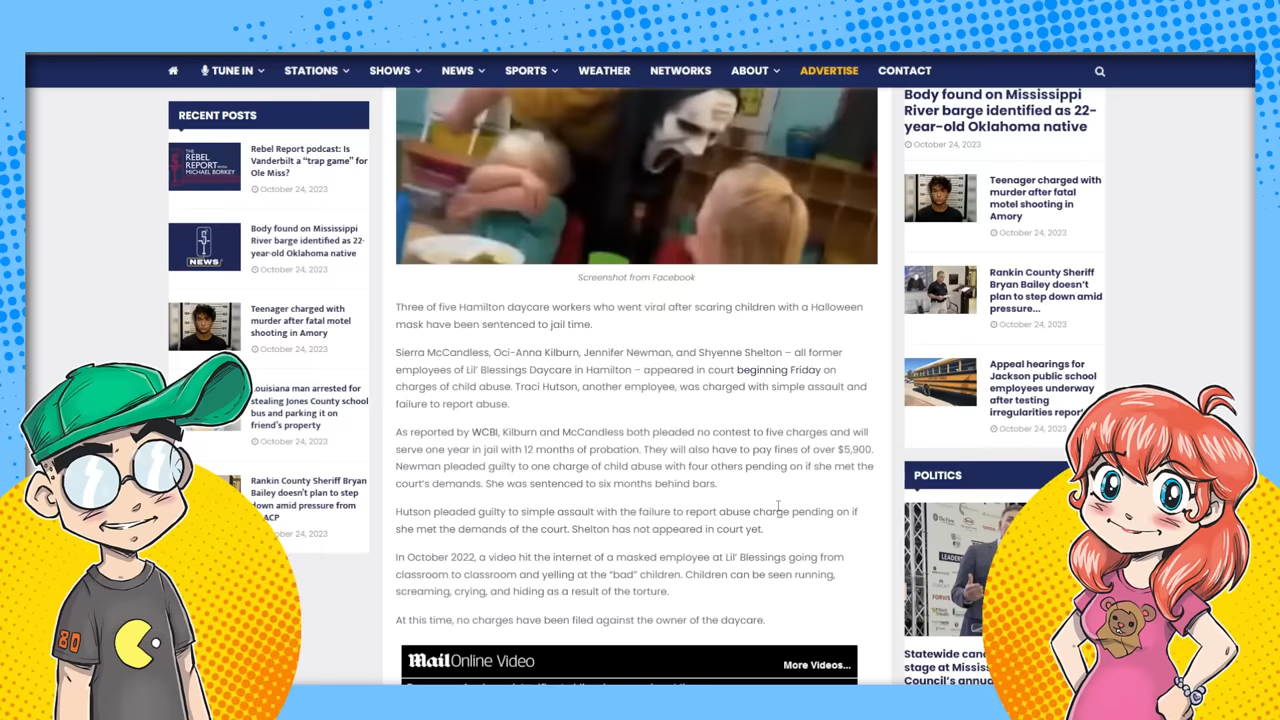 TUNE IN
STATIONS
SHOWS
NEWS
SPORTS
WEATHER
NETWORKS
ABOUT
ADVERTISE
CONTACT
RECENT POSTS
THE
REBEL
REPORT WITH
MICHAEL BORKEY
Rebel Report podcast: Is
Vanderbilt a “trap game” for
Ole Miss?
October 24, 2023
NEWS
Body found on Mississippi
River barge identified as 22-
year-old Oklahoma native
October 24, 2023
Teenager charged with
murder after fatal
motel shooting in Amory
October 24, 2023
Louisiana man arrested for
stealing Jones County school
bus and parking it on
friend’s property
Rankin County Sheriff Bryan
Bailey doesn’t plan to step
down amid pressure from
ACP
ober 24, 2023
Screenshot from Facebook
Three of five Hamilton daycare workers who went viral after scaring children with a Halloween
mask have been sentenced to jail time.
Sierra McCandless, Oci-Anna Kilburn, Jennifer Newman, and Shyenne Shelton – all former
employees of Lil’ Blessings Daycare in Hamilton – appeared in court beginning Friday on
charges of child abuse. Traci Hutson, another employee, was charged with simple assault and
failure to report abuse.
As reported by WCBI, Kilburn and McCandless both pleaded no contest to five charges and will
serve one year in jail with 12 months of probation. They will also have to pay fines of over $5,900.
Newman pleaded guilty to one charge of child abuse with four others pending on if she met the
court’s demands. She was sentenced to six months behind bars.
Hutson pleaded guilty to simple assault with the failure to report abuse charge pending on if
she met the demands of the court. Shelton has not appeared in court yet.
In October 2022, a video hit the internet of a masked employee at Lil’ Blessings going from
classroom to classroom and yelling at the “bad” children. Children can be seen running,
screaming, crying, and hiding as a result of the torture.
At this time, no charges have been filed against the owner of the daycare.
Mail Online Video
More Videos...
Body found on Mississippi
River barge identified as 22-
year-old Oklahoma native
October 24, 2023
Teenager charged with
murder after fatal
motel shooting in
Amory
October 24, 2023
Rankin County Sheriff
Bryan Bailey doesn’t
plan to step down amid
pressure...
October 24, 2023
Appeal hearings for
Jackson public school
employees underway
after testing
irregularities repor
October 24, 2023
POLITICS
LEADERS
Statewide can
stage at Missis
Council’s annu
80